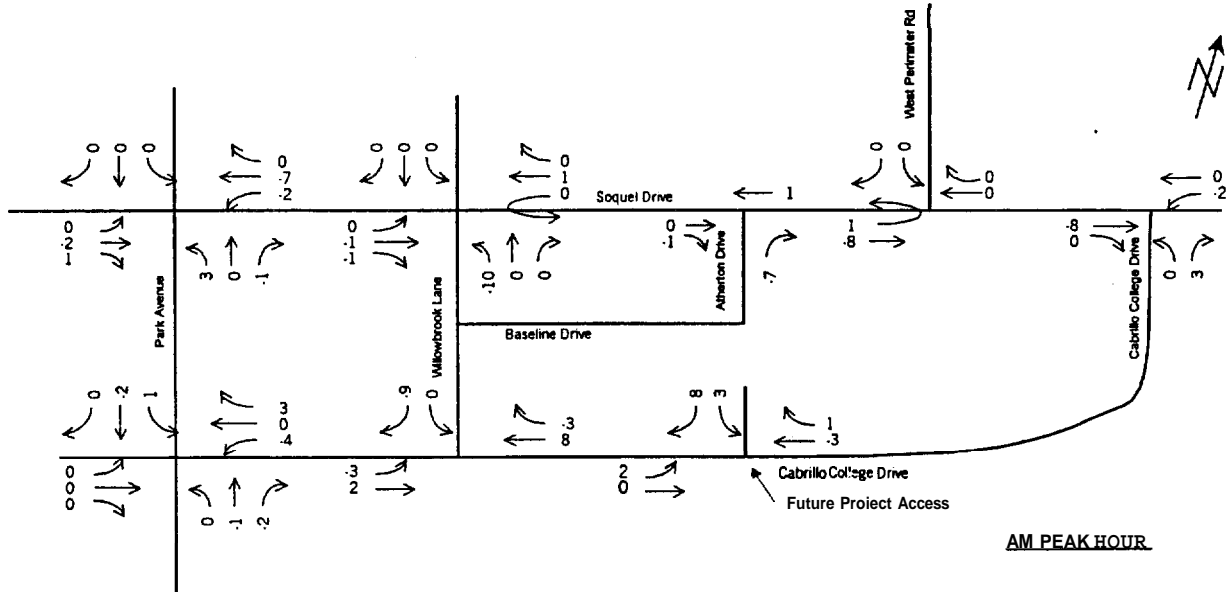 West Perimeter Rd
0 0 0
0
-7
-2
0 0 0
0
1
0
Soquel Drive
1
0 0
0
0
0
-2
0
-2
1
3 0 -1
0
-1
-1
-10 0 0
0
-1
Atherton Drive
-7
1
-8
-8
0
0 3
Cabrillo College Drive
Park Avenue
Willowbrook Lane
Baseline Drive
0 -2 1
3
0
-4
-9 0
-3
8
8 3
1
-3
0
0
0
0 -1 -2
-3
2
2
0
Cabrillo College Drive
Future Project Access
AM PEAK HOUR
N